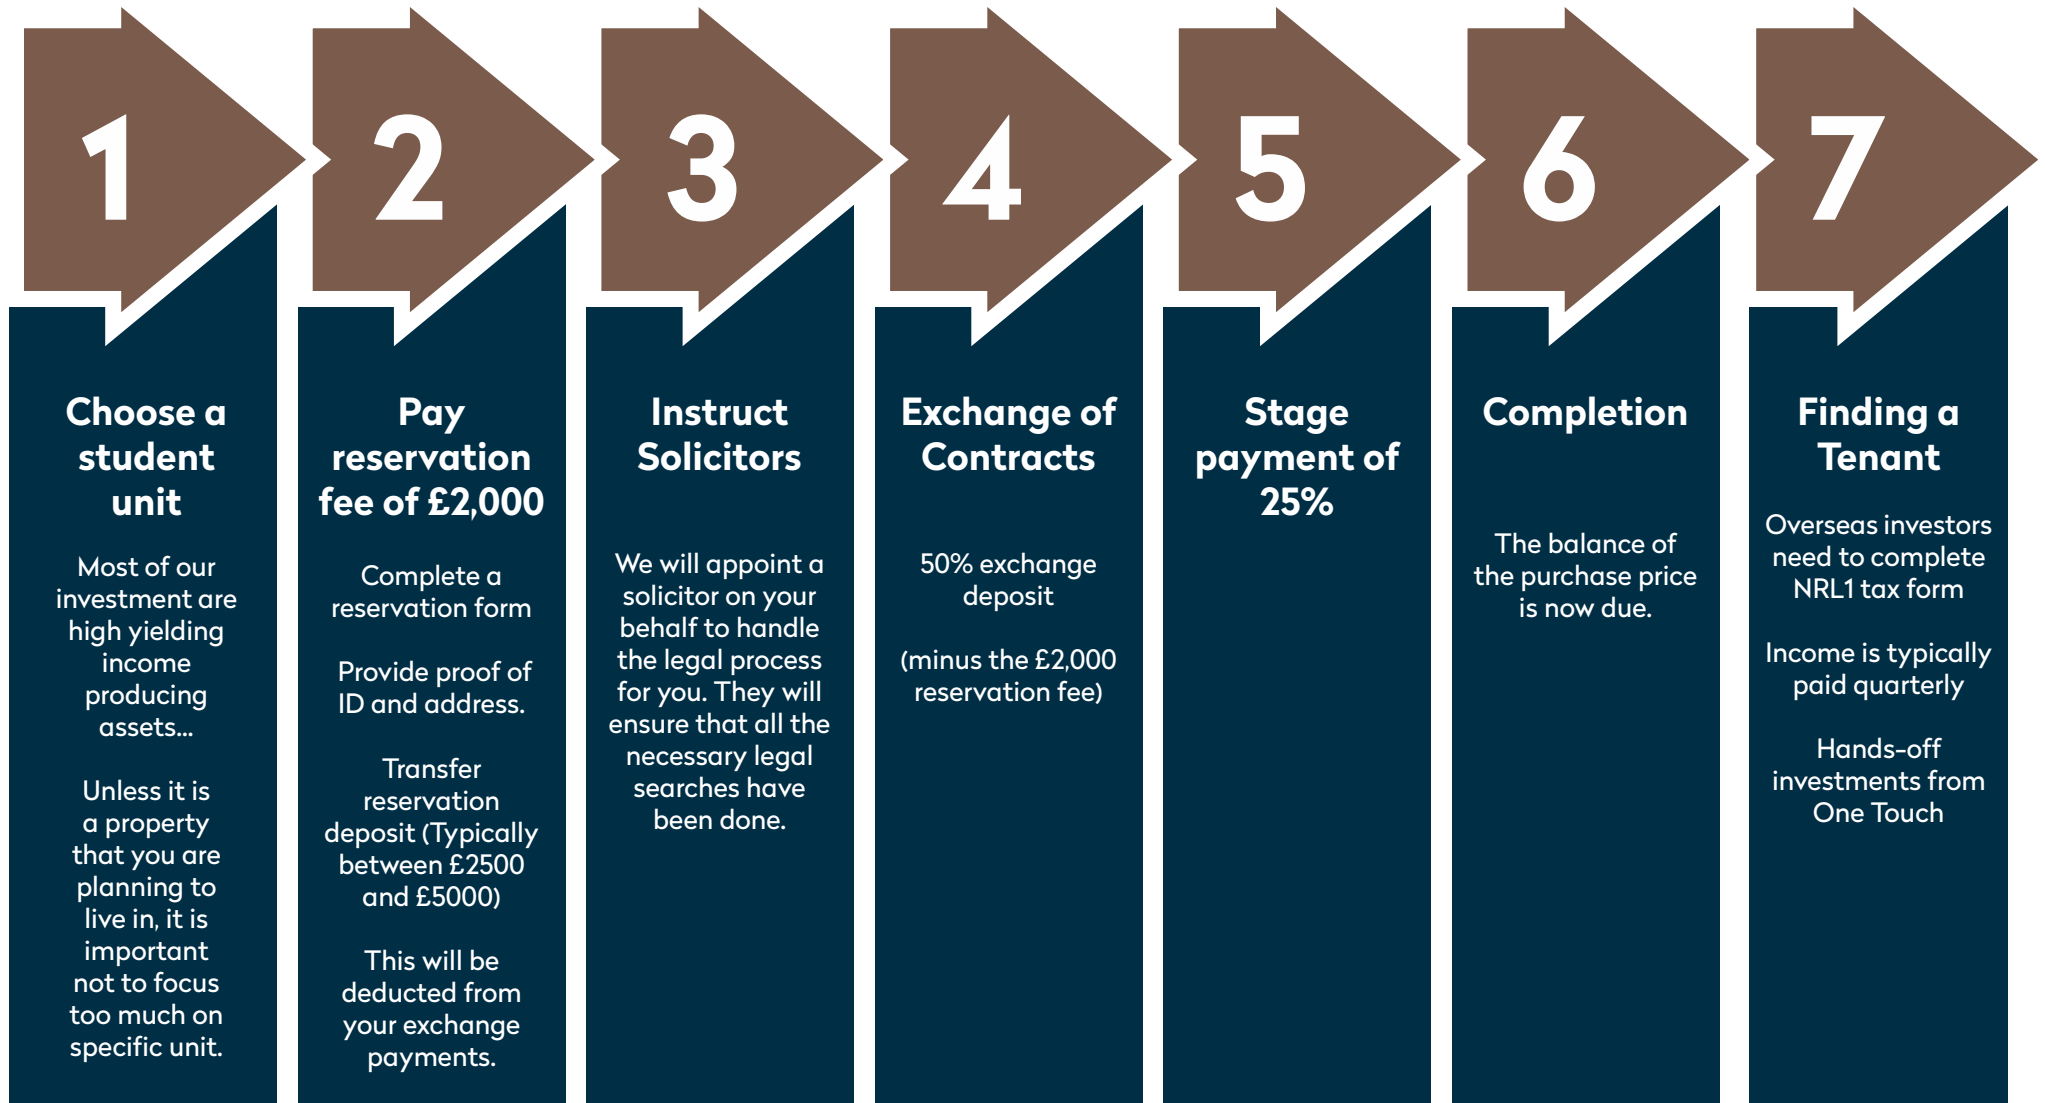 1
Choose a
student
unit
Most of our
investment are
high yielding
income
producing
assets...
Unless it is
a property
that you are
planning to
live in, it is
important
not to focus
too much on
specific unit.
2
Pay
reservation
fee of £2,000
Complete a
reservation form
Provide proof of
ID and address.
Transfer
reservation
deposit (Typically
between £2500
and £5000)
This will be
deducted from
your exchange
payments.
3
Instruct
Solicitors
We will appoint a
solicitor on your
behalf to handle
the legal process
for you. They will
ensure that all the
necessary legal
searches have
been done.
4
Exchange of
Contracts
50% exchange
deposit
(minus the £2,000
reservation fee)
5
Stage
payment of
25%
6
Completion
The balance of
the purchase price
is now due.
7
Finding a
Tenant
Overseas investors
need to complete
NRL1 tax form
Income is typically
paid quarterly
Hands-off
investments from
One Touch